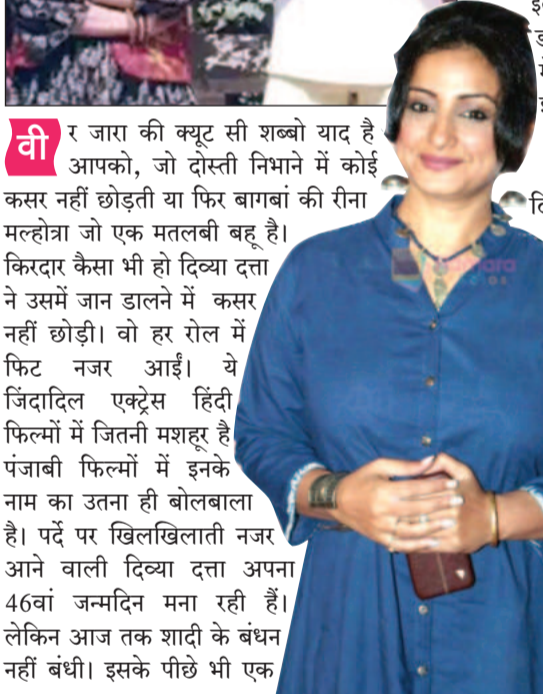 वीर जारा की क्यूट सी शब्बो याद है
आपको, जो दोस्ती निभाने में कोई
कसर नहीं छोड़ती या फिर बागबां की रीना
मल्होत्रा जो एक मतलबी बहू है।
किरदार कैसा भी हो दिव्या दत्ता
ने उसमें जान डालने में कसर
नहीं छोड़ी। वो हर रोल में
फिट नजर आईं। ये
जिंदादिल एक्ट्रेस हिंदी
फिल्मों में जितनी मशहूर है
पंजाबी फिल्मों में इनके
नाम का उतना ही बोलबाला
है। पर्दे पर खिलखिलाती नजर
आने वाली दिव्या दत्ता अपना
46वां जन्मदिन मना रही हैं।
लेकिन आज तक शादी के बंधन
नहीं बंधी। इसके पीछे भी एक